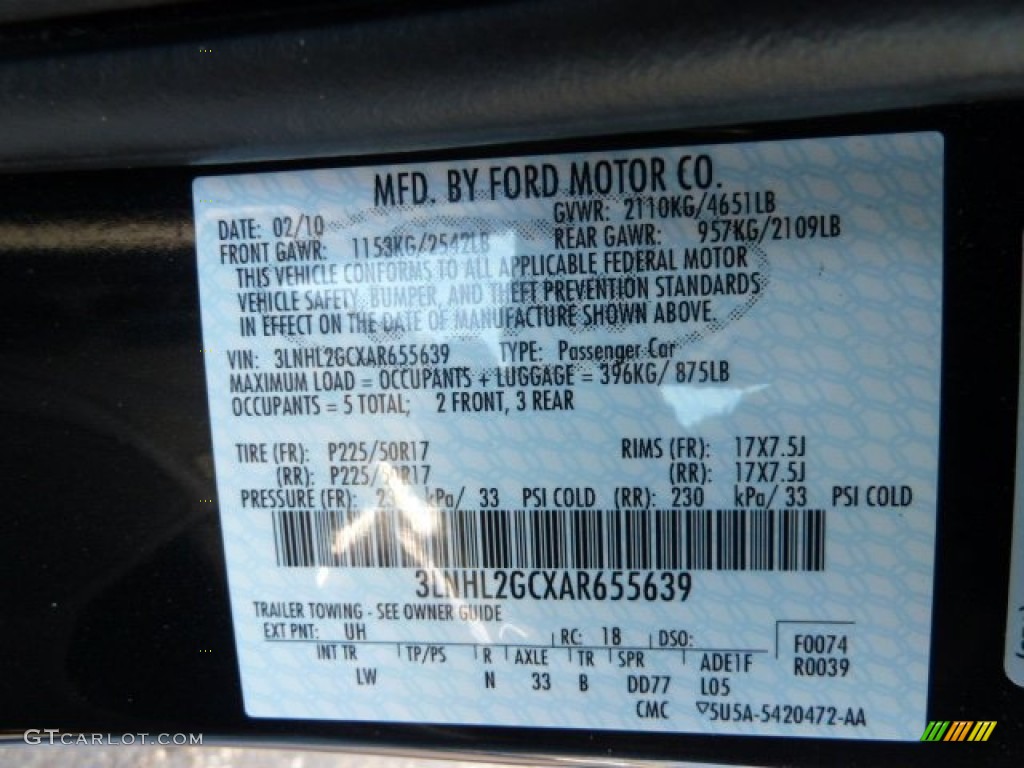 MFD. BY FORD MOTOR CO.
DATE: 02/10 GVWR: 2110KG/4651LB
FRONT GAWR: 1153KG/2542LB REAR GAWR: 957KG/2109LB
THIS VEHICLE CONFORMS TO ALL APPLICABLE FEDERAL MOTOR
VEHICLE SAFETY, BUMPER, AND THEFT PREVENTION STANDARDS
IN EFFECT ON THE DATE OF MANUFACTURE SHOWN ABOVE.
VIN: 3LNHL2GCXAR655639 TYPE: Passenger Car
MAXIMUM LOAD = OCCUPANTS + LUGGAGE = 396KG/ 875LB
OCCUPANTS = 5 TOTAL; 2 FRONT, 3 REAR
TIRE (FR): P225/50R17 RIMS (FR): 17X7.5J
(RR): P225/50R17 (RR): 17X7.5J
PRESSURE (FR): kPa/ 33 PSI COLD (RR): 230 kPa/ 33 PSI COLD
3LNHL2GCXAR655639
TRAILER TOWING - SEE OWNER GUIDE
EXT PNT: UH RC: 18 DSO: F0074
INT TR TP/PS R AXLE TR SPR ADE1F R0039
LW N 33 B DD77 L05
CMC ▽5U5A-5420472-AA
GTCARLOT.COM